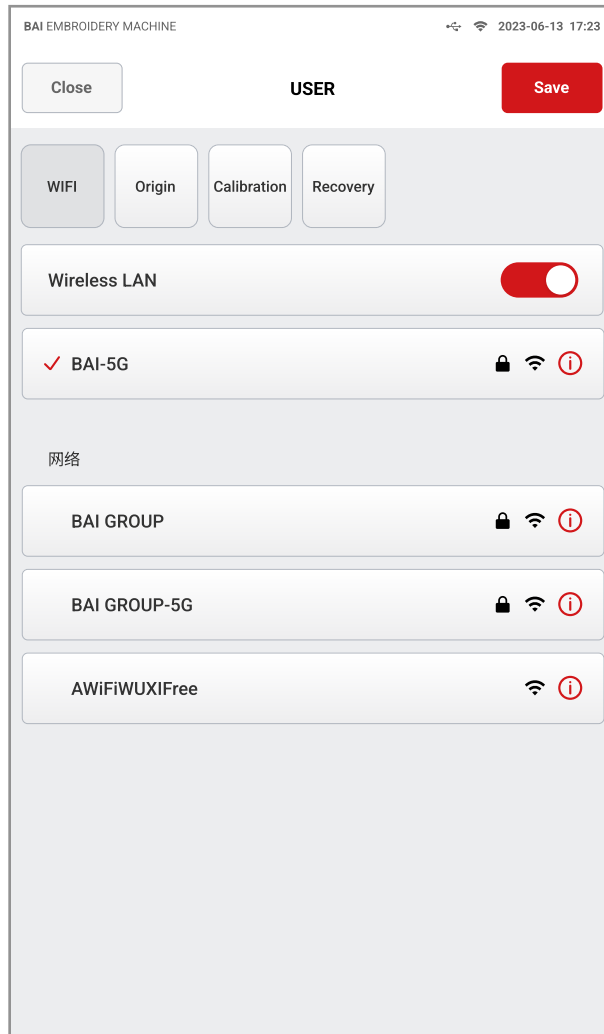 BAI EMBROIDERY MACHINE 2023-06-13 17:23
Close USER Save
WIFI Origin Calibration Recovery
Wireless LAN
BAI-5G
网络
BAI GROUP
BAI GROUP-5G
AWiFiWUXIFree